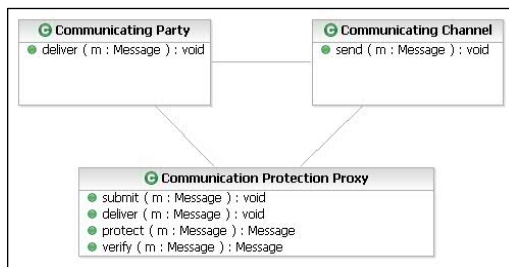 Communicating Party
deliver ( m : Message ) : void
Communicating Channel
send ( m : Message ) : void
Communication Protection Proxy
submit ( m : Message ) : void
deliver ( m : Message ) : void
protect ( m : Message ) : Message
verify ( m : Message ) : Message